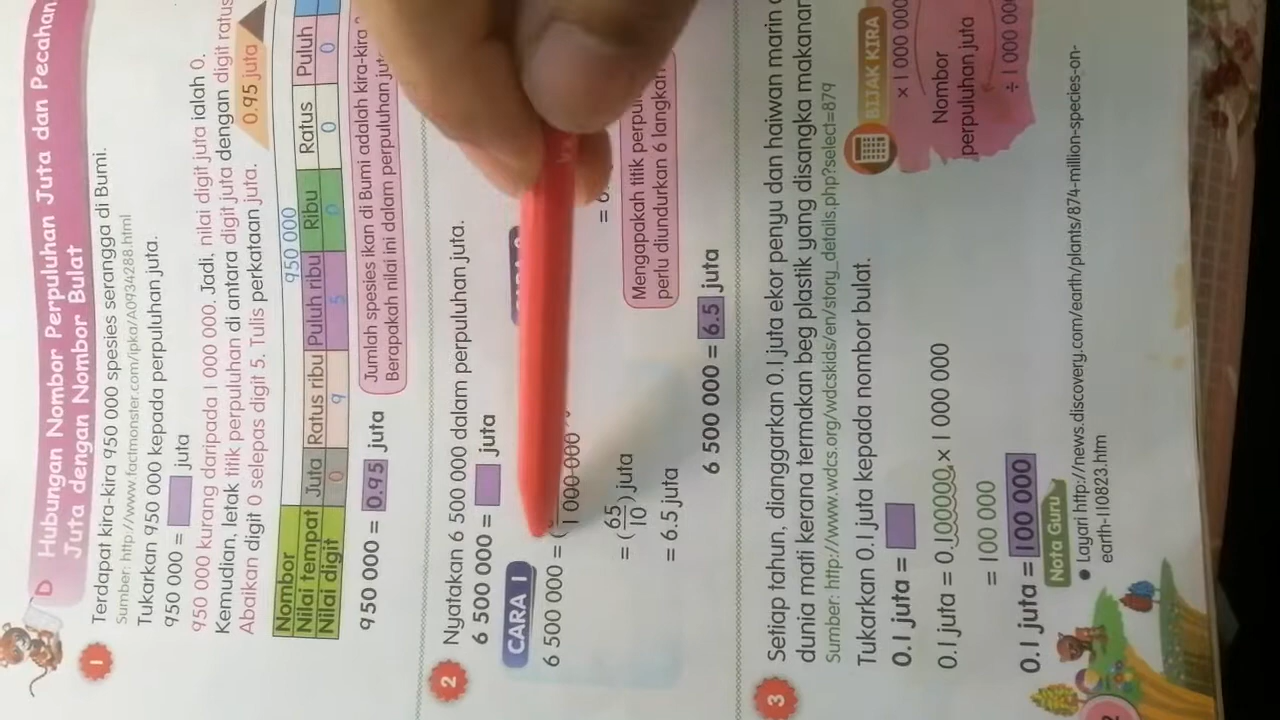 D Hubungan Nombor Perpuluhan Juta dan Pecahan
Juta dengan Nombor Bulat
1
Terdapat kira-kira 950 000 spesies serangga di Bumi.
Sumber: http://www.factmonster.com/ipka/A0934288.html
Tukarkan 950 000 kepada perpuluhan juta.
950 000 = juta
950 000 kurang daripada 1 000 000. Jadi, nilai digit juta ialah 0.
Kemudian, letak titik perpuluhan di antara digit juta dengan digit ratus
Abaikan digit 0 selepas digit 5. Tulis perkataan juta.
0.95 juta
Nombor 950 000
Nilai tempat Juta Ratus ribu Puluh ribu Ribu Ratus Puluh
Nilai digit 0 9 5 0 0 0
950 000 = 0.95 juta
Jumlah spesies ikan di Bumi adalah kira-kira
Berapakah nilai ini dalam perpuluhan
2
Nyatakan 6 500 000 dalam perpuluhan juta.
6 500 000 = juta
CARA 1
6 500 000 = (
1 000 000
= (65/10) juta
= 6.5 juta
= 6.
Mengapakah titik
perlu diundurkan 6 langkah
6 500 000 = 6.5 juta
3
Setiap tahun, dianggarkan 0.1 juta ekor penyu dan haiwan marin
dunia mati kerana termakan beg plastik yang disangka makanan
Sumber: http://www.wdcs.org/wdcskids/en/story_details.php?select=879
Tukarkan 0.1 juta kepada nombor bulat.
0.1 juta =
0.1 juta = 0.100000 x 1 000 000
= 100 000
0.1 juta = 100 000
BIJAK KIRA
× 1 000 000
Nombor
perpuluhan juta
÷ 1 000 00
Nota Guru
● Layari http://news.discovery.com/earth/plants/874-million-species-on-
earth-110823.htm
2